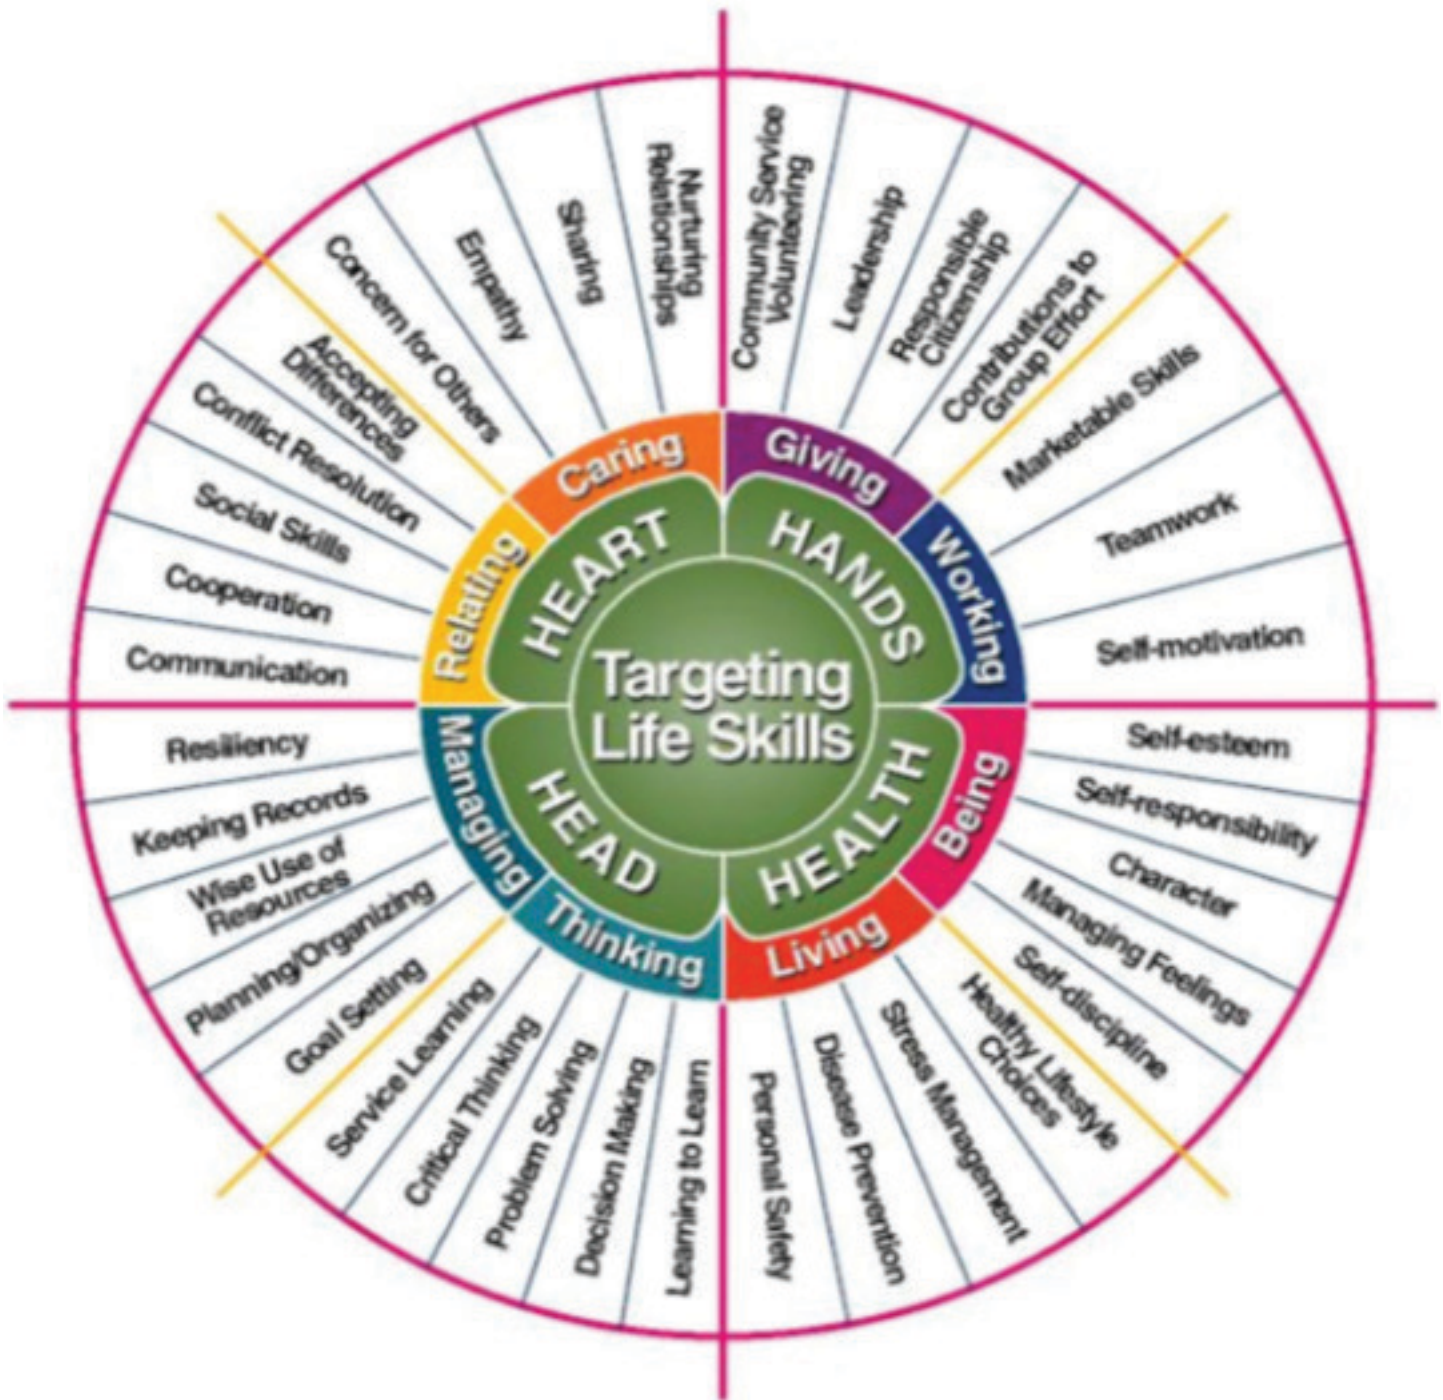 Targeting
Life Skills
HEART
HANDS
HEALTH
HEAD
Caring
Giving
Working
Being
Living
Thinking
Managing
Relating
Concern for Others
Empathy
Sharing
Nurturing
Relationships
Community Service
Volunteering
Leadership
Responsible
Citizenship
Contributions to
Group Effort
Marketable Skills
Teamwork
Self-motivation
Self-esteem
Self-responsibility
Character
Managing Feelings
Self-discipline
Healthy Lifestyle
Choices
Stress Management
Disease Prevention
Personal Safety
Learning to Learn
Decision Making
Problem Solving
Critical Thinking
Service Learning
Goal Setting
Planning/Organizing
Wise Use of
Resources
Keeping Records
Resiliency
Communication
Cooperation
Social Skills
Conflict Resolution
Accepting
Differences